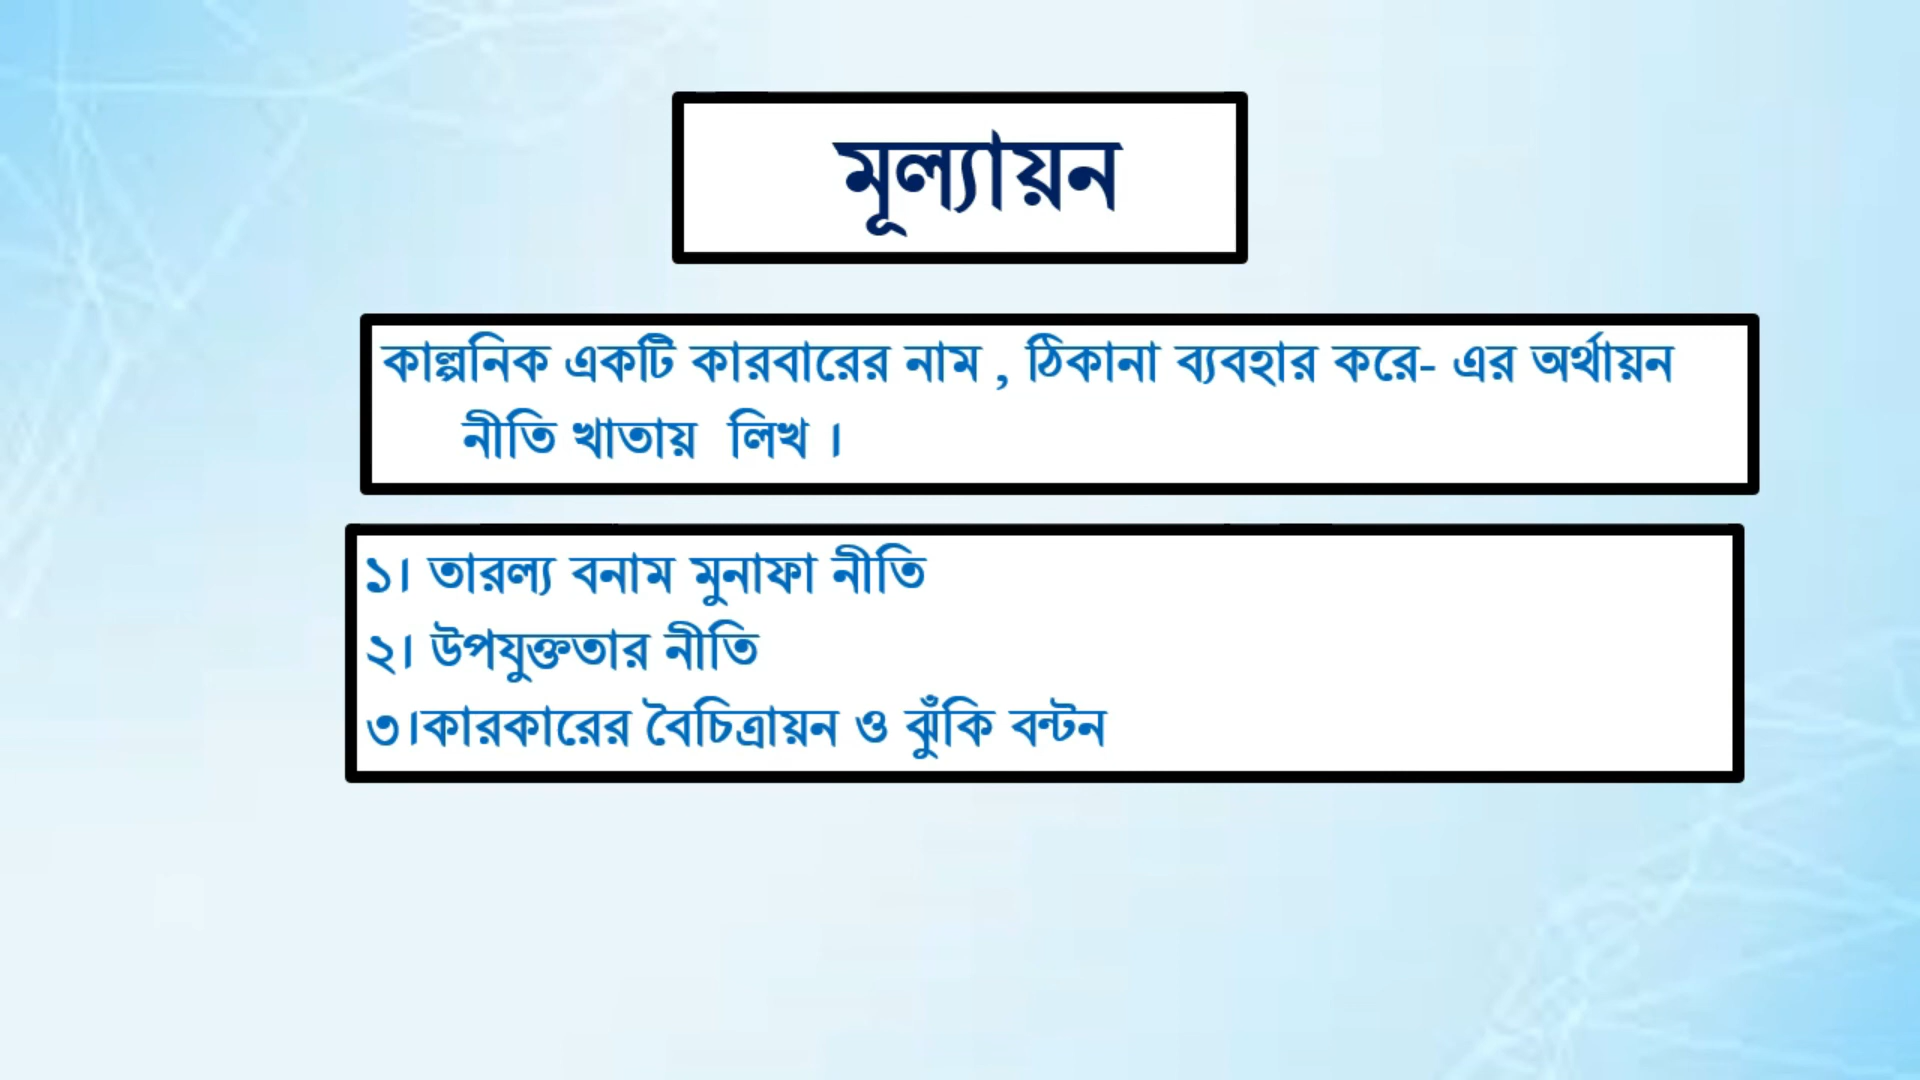 মূল্যায়ন
কাল্পনিক একটি কারবারের নাম , ঠিকানা ব্যবহার করে- এর অর্থায়ন
নীতি খাতায় লিখ ।
১। তারল্য বনাম মুনাফা নীতি
২। উপযুক্ততার নীতি
৩।কারকারের বৈচিত্রায়ন ও ঝুঁকি বন্টন